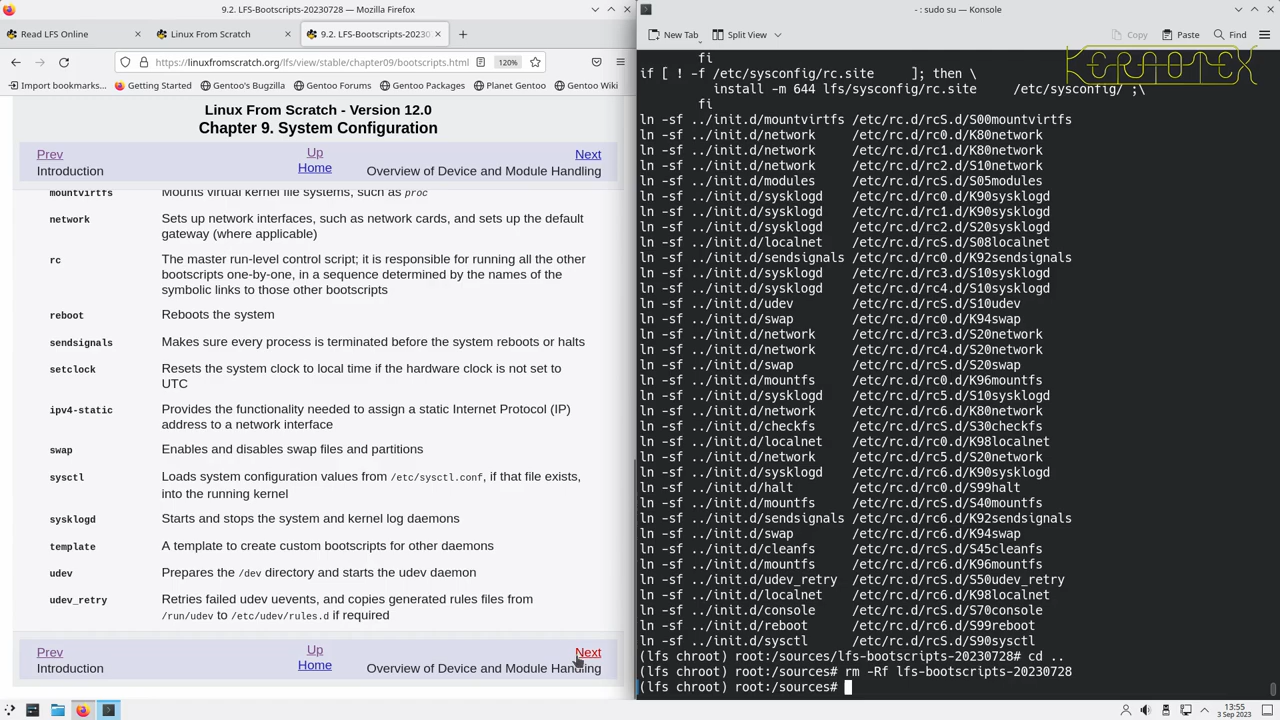 9.2. LFS-Bootscripts-20230728 — Mozilla Firefox
Read LFS Online
Linux From Scratch
9.2. LFS-Bootscripts-2023072
https://linuxfromscratch.org/lfs/view/stable/chapter09/bootscripts.html
120%
Import bookmarks...
Getting Started
Gentoo's Bugzilla
Gentoo Forums
Gentoo Packages
Planet Gentoo
Gentoo Wiki
Linux From Scratch - Version 12.0
Chapter 9. System Configuration
Prev
Up
Next
Introduction
Home
Overview of Device and Module Handling
mountvirtfs Mounts virtual kernel file systems, such as proc
network Sets up network interfaces, such as network cards, and sets up the default
gateway (where applicable)
rc The master run-level control script; it is responsible for running all the other
bootscripts one-by-one, in a sequence determined by the names of the
symbolic links to those other bootscripts
reboot Reboots the system
sendsignals Makes sure every process is terminated before the system reboots or halts
setclock Resets the system clock to local time if the hardware clock is not set to
UTC
ipv4-static Provides the functionality needed to assign a static Internet Protocol (IP)
address to a network interface
swap Enables and disables swap files and partitions
sysctl Loads system configuration values from /etc/sysctl.conf, if that file exists,
into the running kernel
sysklogd Starts and stops the system and kernel log daemons
template A template to create custom bootscripts for other daemons
udev Prepares the /dev directory and starts the udev daemon
udev_retry Retries failed udev uevents, and copies generated rules files from
/run/udev to /etc/udev/rules.d if required
Prev
Up
Next
Introduction
Home
Overview of Device and Module Handling
- : sudo su — Konsole
New Tab
Split View
Copy
Paste
Find
KERNOTEX
fi
if [ ! -f /etc/sysconfig/rc.site ]; then \
install -m 644 lfs/sysconfig/rc.site /etc/sysconfig/ ;\
fi
ln -sf ../init.d/mountvirtfs /etc/rc.d/rcS.d/S00mountvirtfs
ln -sf ../init.d/network /etc/rc.d/rc0.d/K80network
ln -sf ../init.d/network /etc/rc.d/rc1.d/K80network
ln -sf ../init.d/network /etc/rc.d/rc2.d/S10network
ln -sf ../init.d/modules /etc/rc.d/rcS.d/S05modules
ln -sf ../init.d/sysklogd /etc/rc.d/rc0.d/K90sysklogd
ln -sf ../init.d/sysklogd /etc/rc.d/rc1.d/K90sysklogd
ln -sf ../init.d/sysklogd /etc/rc.d/rc2.d/S20sysklogd
ln -sf ../init.d/localnet /etc/rc.d/rcS.d/S08localnet
ln -sf ../init.d/sendsignals /etc/rc.d/rc0.d/K92sendsignals
ln -sf ../init.d/sysklogd /etc/rc.d/rc3.d/S10sysklogd
ln -sf ../init.d/sysklogd /etc/rc.d/rc4.d/S10sysklogd
ln -sf ../init.d/udev /etc/rc.d/rcS.d/S10udev
ln -sf ../init.d/swap /etc/rc.d/rc0.d/K94swap
ln -sf ../init.d/network /etc/rc.d/rc3.d/S20network
ln -sf ../init.d/network /etc/rc.d/rc4.d/S20network
ln -sf ../init.d/swap /etc/rc.d/rcS.d/S20swap
ln -sf ../init.d/mountfs /etc/rc.d/rc0.d/K96mountfs
ln -sf ../init.d/sysklogd /etc/rc.d/rc5.d/S10sysklogd
ln -sf ../init.d/network /etc/rc.d/rc6.d/K80network
ln -sf ../init.d/checkfs /etc/rc.d/rcS.d/S30checkfs
ln -sf ../init.d/localnet /etc/rc.d/rc0.d/K98localnet
ln -sf ../init.d/network /etc/rc.d/rc5.d/S20network
ln -sf ../init.d/sysklogd /etc/rc.d/rc6.d/K90sysklogd
ln -sf ../init.d/halt /etc/rc.d/rc0.d/S99halt
ln -sf ../init.d/mountfs /etc/rc.d/rcS.d/S40mountfs
ln -sf ../init.d/sendsignals /etc/rc.d/rc6.d/K92sendsignals
ln -sf ../init.d/swap /etc/rc.d/rc6.d/K94swap
ln -sf ../init.d/cleanfs /etc/rc.d/rcS.d/S45cleanfs
ln -sf ../init.d/mountfs /etc/rc.d/rc6.d/K96mountfs
ln -sf ../init.d/udev_retry /etc/rc.d/rcS.d/S50udev_retry
ln -sf ../init.d/localnet /etc/rc.d/rc6.d/K98localnet
ln -sf ../init.d/console /etc/rc.d/rcS.d/S70console
ln -sf ../init.d/reboot /etc/rc.d/rc6.d/S99reboot
ln -sf ../init.d/sysctl /etc/rc.d/rcS.d/S90sysctl
(lfs chroot) root:/sources/lfs-bootscripts-20230728# cd ..
(lfs chroot) root:/sources# rm -Rf lfs-bootscripts-20230728
(lfs chroot) root:/sources#
13:55
3 Sep 2023